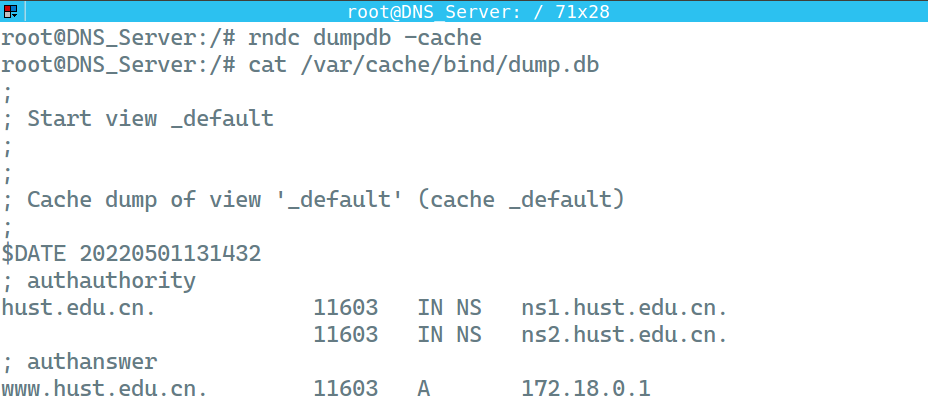 root@DNS_Server: / 71x28
root@DNS_Server:/# rndc dumpdb -cache
root@DNS_Server:/# cat /var/cache/bind/dump.db
;
; Start view _default
;
;
; Cache dump of view '_default' (cache _default)
;
$DATE 20220501131432
; authauthority
hust.edu.cn.            11603   IN NS   ns1.hust.edu.cn.
                        11603   IN NS   ns2.hust.edu.cn.
; authanswer
www.hust.edu.cn.        11603   A       172.18.0.1